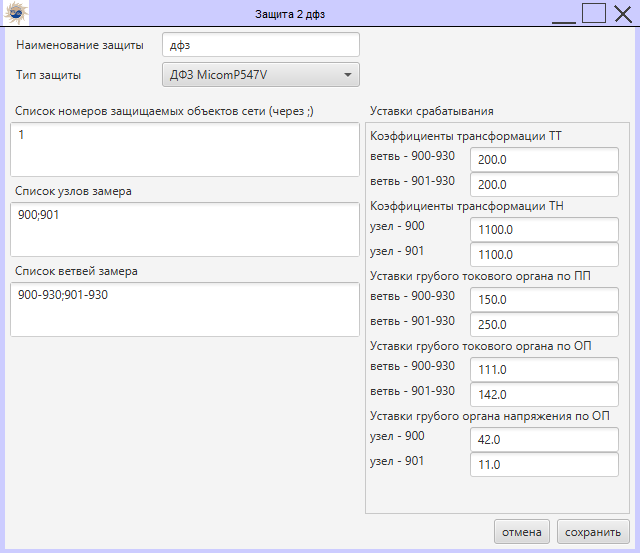 Защита 2 дфз
Наименование защиты дфз
Тип защиты ДФЗ MicomP547V
Список номеров защищаемых объектов сети (через ;)
1
Список узлов замера
900;901
Список ветвей замера
900-930;901-930
Уставки срабатывания
Коэффициенты трансформации ТТ
ветвь - 900-930 200.0
ветвь - 901-930 200.0
Коэффициенты трансформации ТН
узел - 900 1100.0
узел - 901 1100.0
Уставки грубого токового органа по ПП
ветвь - 900-930 150.0
ветвь - 901-930 250.0
Уставки грубого токового органа по ОП
ветвь - 900-930 111.0
ветвь - 901-930 142.0
Уставки грубого органа напряжения по ОП
узел - 900 42.0
узел - 901 11.0
отмена сохранить